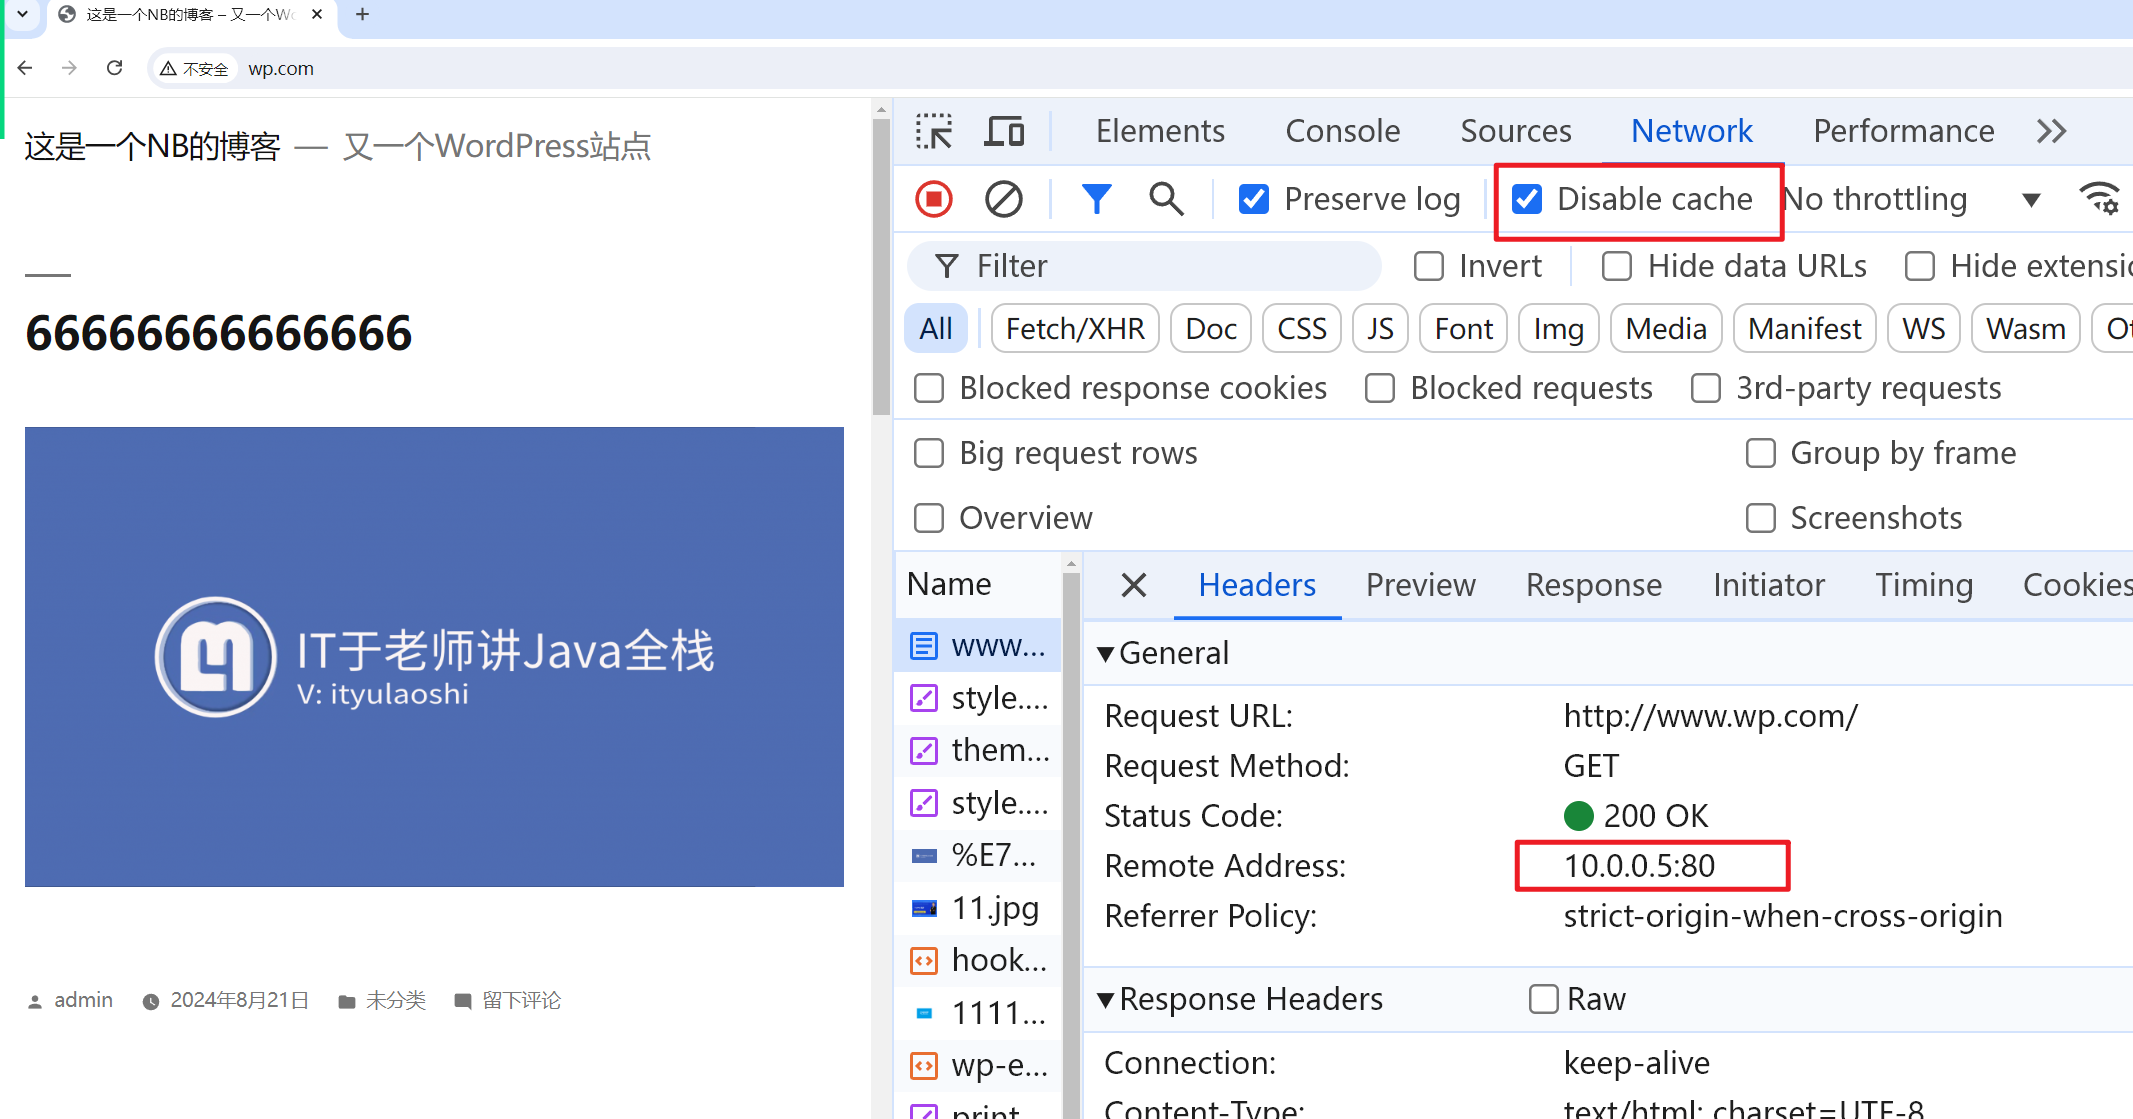 这是一个NB的博客 – 又一个Wo
不安全 wp.com
这是一个NB的博客 — 又一个WordPress站点
66666666666666
IT于老师讲Java全栈
V: ityulaoshi
admin 2024年8月21日 未分类 留下评论
Elements Console Sources Network Performance
Preserve log Disable cache No throttling
Filter Invert Hide data URLs Hide extensio
All Fetch/XHR Doc CSS JS Font Img Media Manifest WS Wasm Ot
Blocked response cookies Blocked requests 3rd-party requests
Big request rows Group by frame
Overview Screenshots
Name
www...
style....
them...
style....
%E7...
11.jpg
hook...
1111...
wp-e...
print
Headers Preview Response Initiator Timing Cookies
General
Request URL: http://www.wp.com/
Request Method: GET
Status Code: 200 OK
Remote Address: 10.0.0.5:80
Referrer Policy: strict-origin-when-cross-origin
Response Headers Raw
Connection: keep-alive
Content-Type: text/html; charset=UTF-8